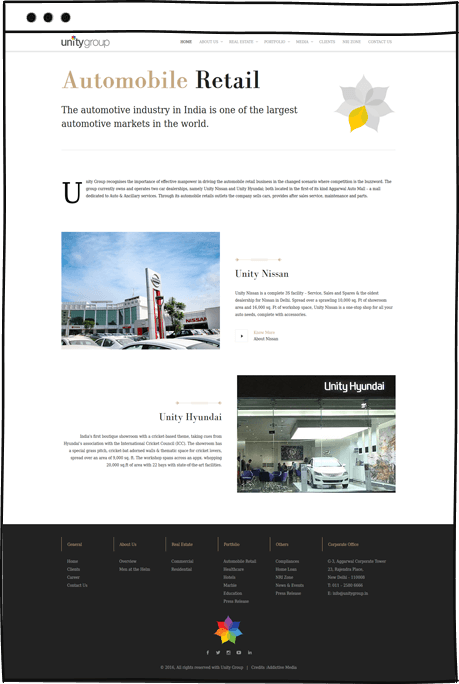 unitygroup
HOME ABOUT US REAL ESTATE PORTFOLIO MEDIA CLIENTS NRI ZONE CONTACT US
Automobile Retail
The automotive industry in India is one of the largest
automotive markets in the world.
Unity Group recognises the importance of effective manpower in driving the automobile retail business in the changed scenario where competition is the buzzword. The
group currently owns and operates two car dealerships, namely Unity Nissan and Unity Hyundai, both located in the first-of-its-kind Aggarwal Auto Mall – a mall
dedicated to Auto & Ancillary services. Through its automobile retails outlets the company sells cars, provides after sales service, maintenance and parts.
NISSAN
Unity Nissan
Unity Nissan is a complete 3S facility – Service, Sales and Spares & the oldest
dealership for Nissan in Delhi. Spread over a sprawling 10,000 sq. Ft of showroom
area and 16,000 sq. Ft of workshop space, Unity Nissan is a one stop shop for all your
auto needs, complete with accessories.
Know More
About Nissan
Unity Hyundai
Unity Hyundai
India's first boutique showroom with a cricket-based theme, taking cues from
Hyundai's association with the International Cricket Council (ICC). The showroom has
a special grass pitch, cricket-bat adorned walls & thematic space for cricket lovers,
spread over an area of 9,000 sq. ft. The workshop spans across an apprx. whopping
20,000 sq.ft of area with 22 bays with state-of-the-art facilities.
General About Us Real Estate Portfolio Others Corporate Office
Home Overview Commercial Automobile Retail Compliances
Clients Men at the Helm Residential Healthcare Home Loan 23, Rajendra Place
Career Hotels NRI Zone New Delhi - 110008
Contact Us Marble News & Events
Education Press Release E: info@unitygroup.in
Press Release
© 2016, All rights reserved with Unity Group | Credits: Addictive Media